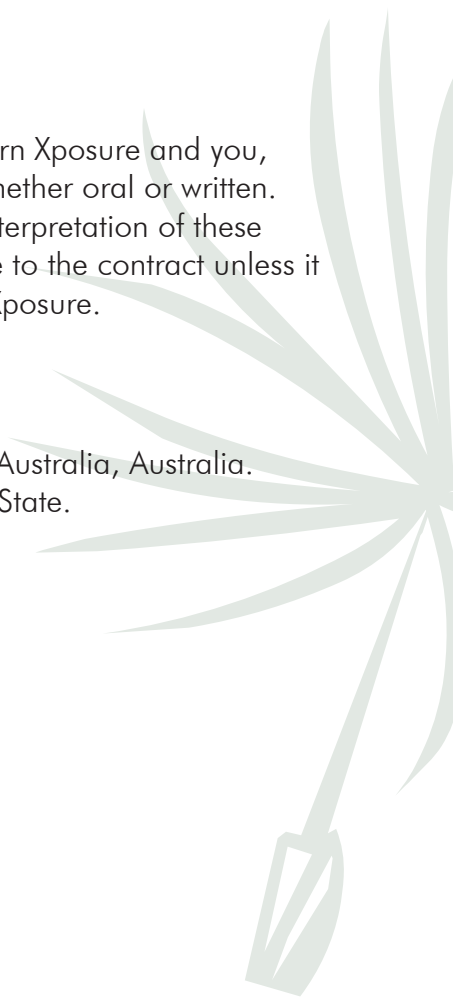 rn Xposure and you,
hether oral or written.
terpretation of these
e to the contract unless it
Xposure.
Australia, Australia.
State.